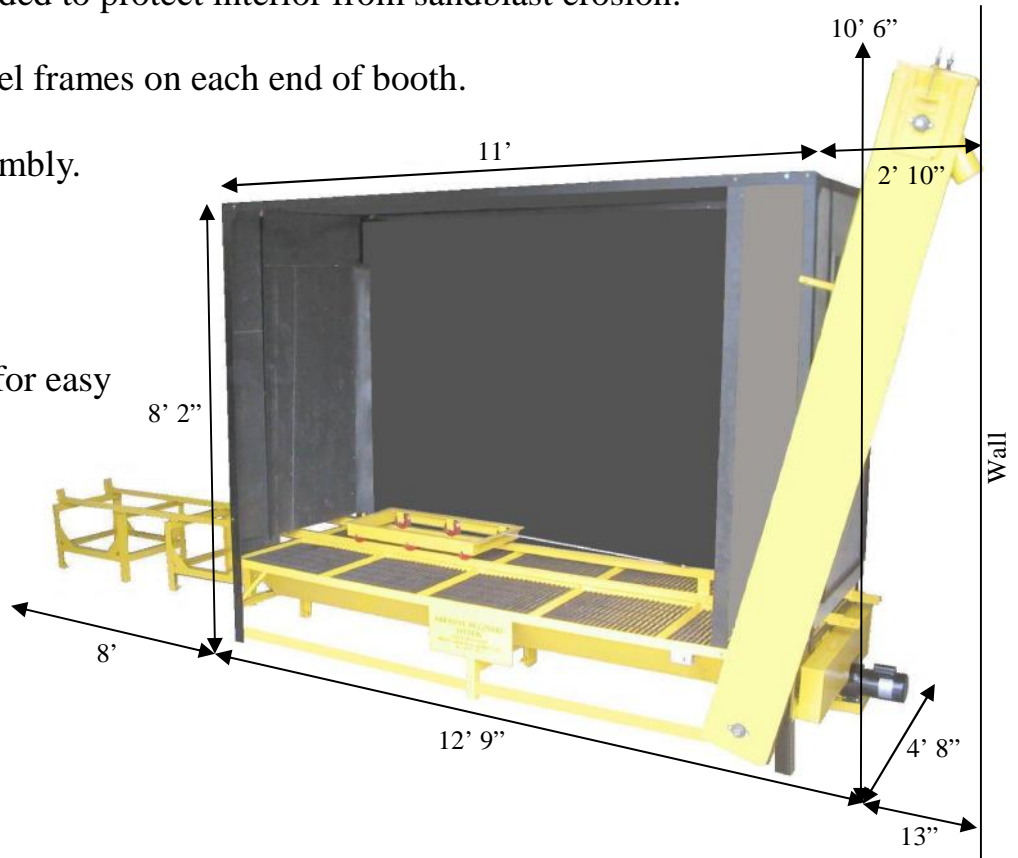 ded to protect interior from sandblast erosion.
10’ 6”
el frames on each end of booth.
mbly.
11’
2’ 10”
for easy
8’ 2”
Wall
8’
12’ 9”
4’ 8”
13”